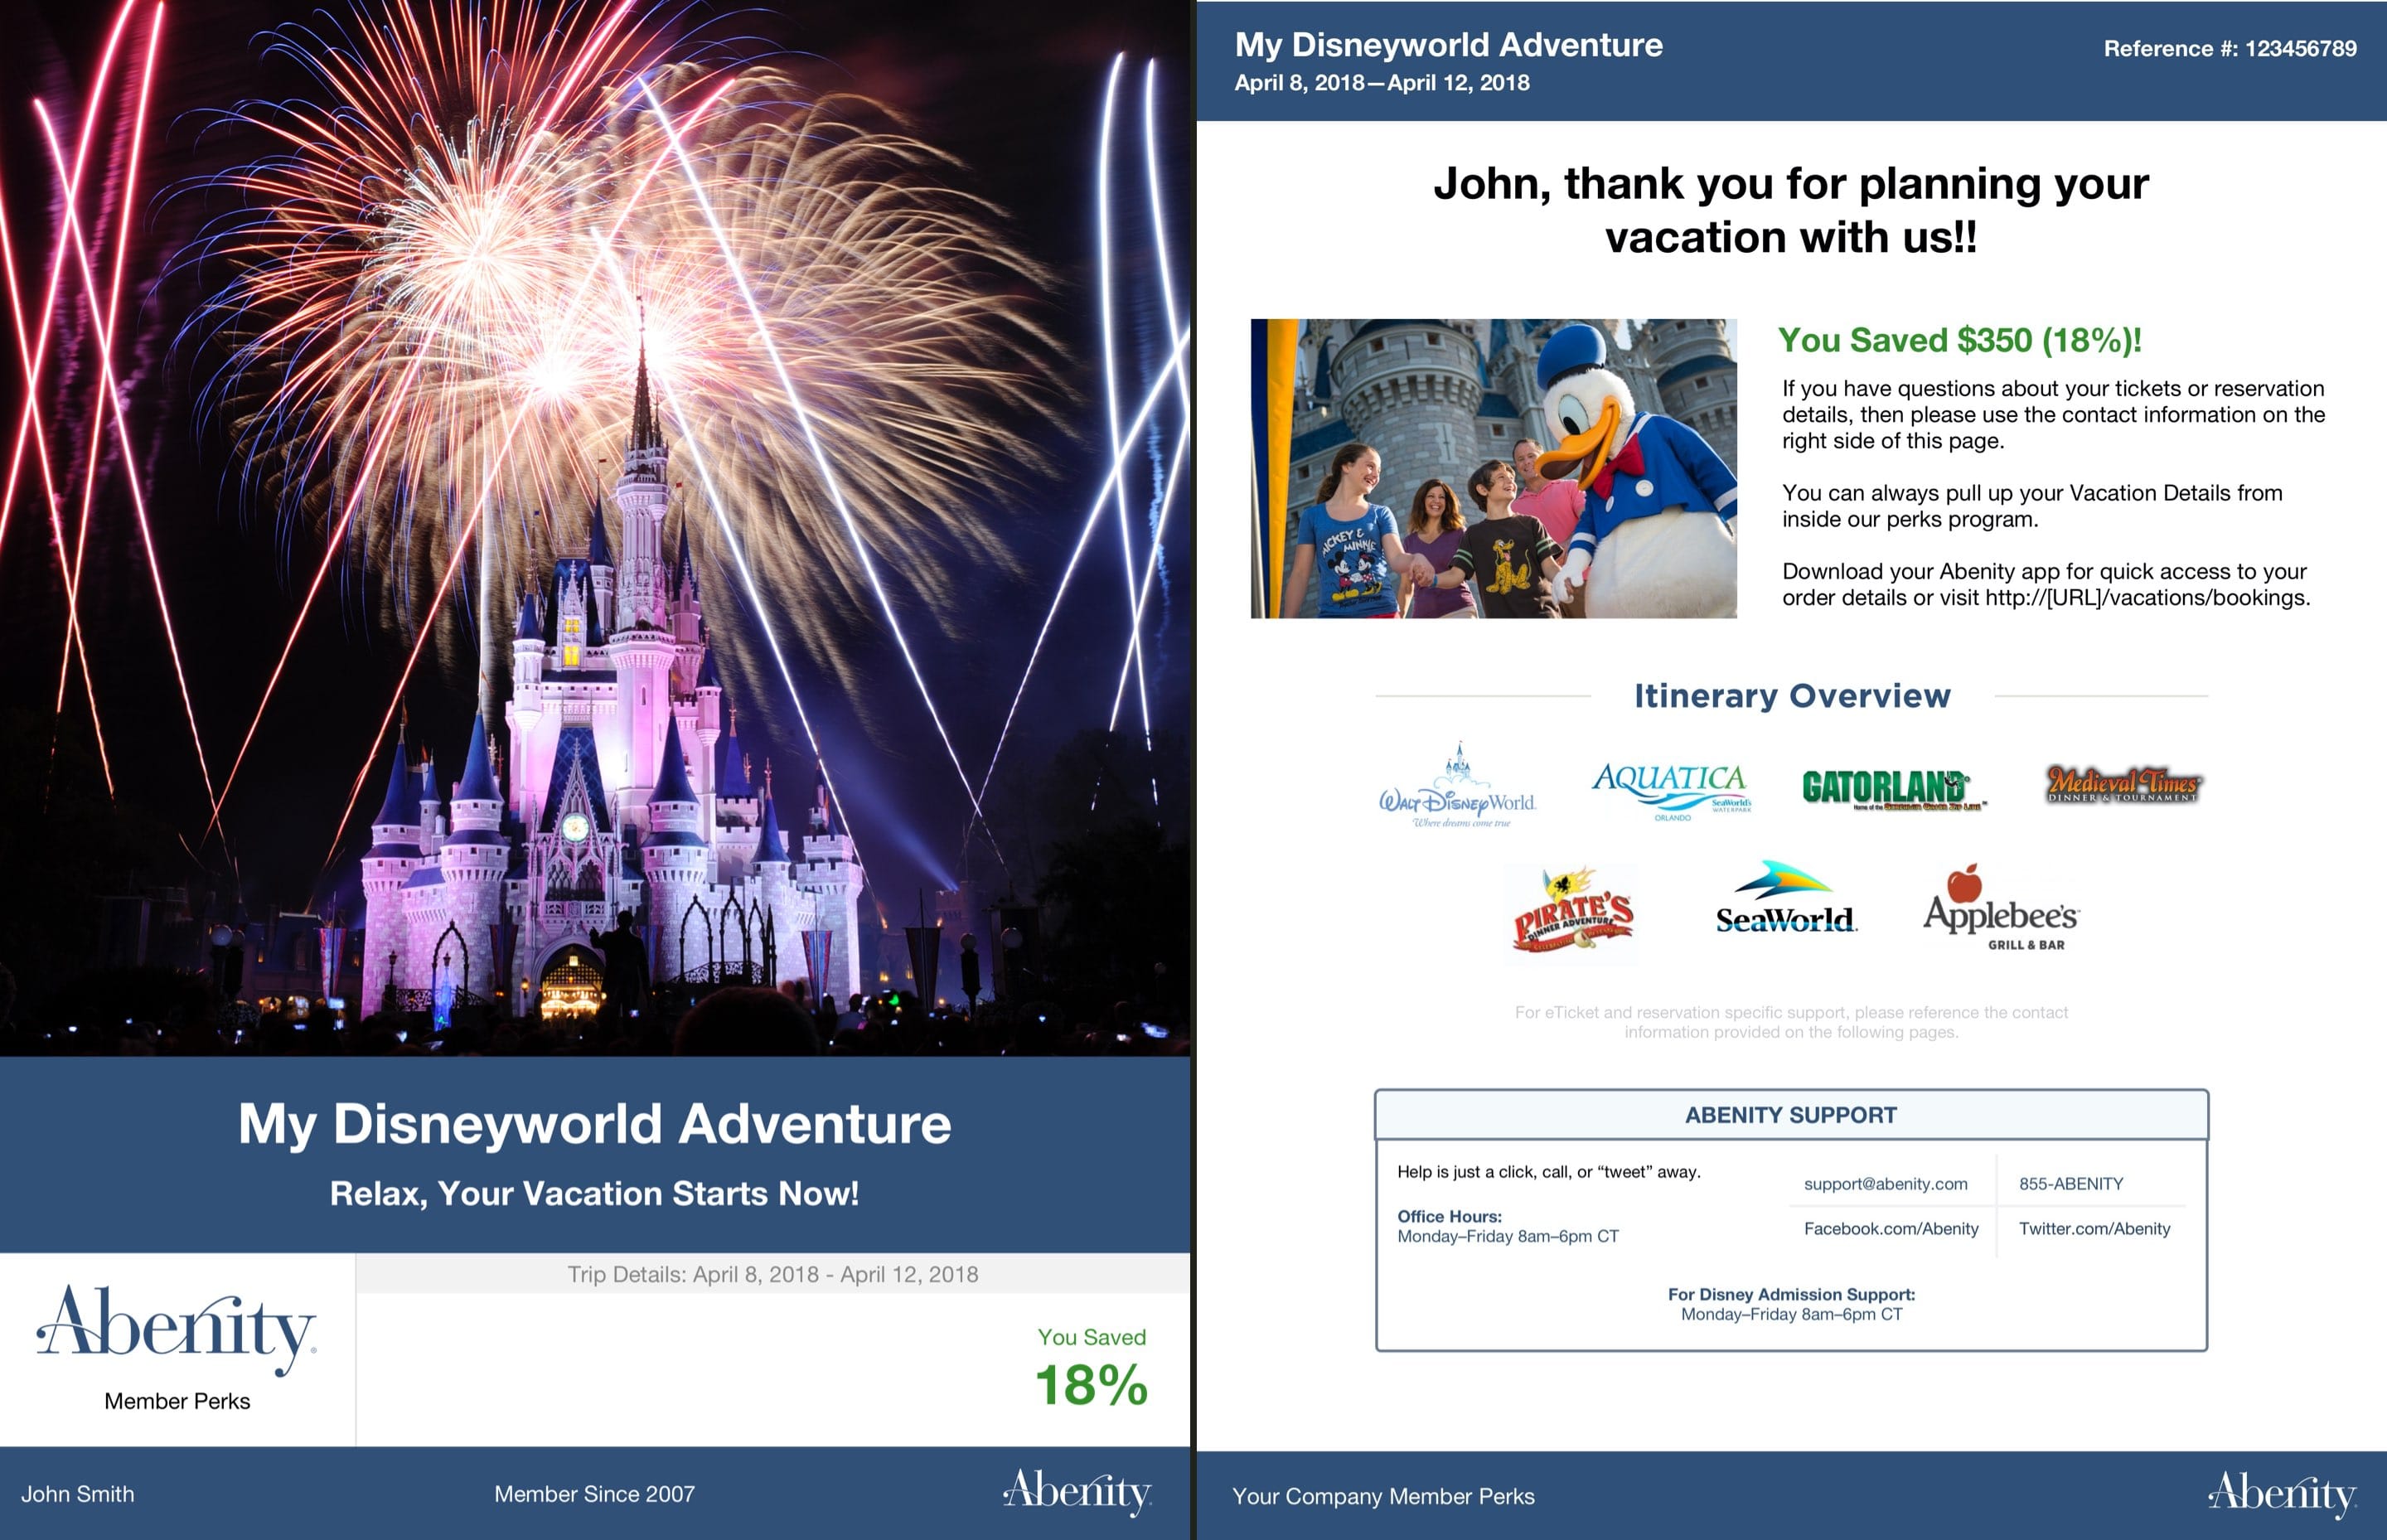 My Disneyworld Adventure
Relax, Your Vacation Starts Now!
Abenity
Member Perks
Trip Details: April 8, 2018 - April 12, 2018
You Saved
18%
John Smith
Member Since 2007
Abenity
My Disneyworld Adventure
April 8, 2018—April 12, 2018
Reference #: 123456789
John, thank you for planning your
vacation with us!!
MICKEY &
MINNIE
You Saved $350 (18%)!
If you have questions about your tickets or reservation
details, then please use the contact information on the
right side of this page.
You can always pull up your Vacation Details from
inside our perks program.
Download your Abenity app for quick access to your
order details or visit http://[URL]/vacations/bookings.
Itinerary Overview
WALT DISNEY World
Where dreams come true
AQUATICA
SeaWorld's
WATERPARK
ORLANDO
GATORLAND
Home of the
Medieval Times
DINNER & TOURNAMENT
PIRATE'S
DINNER ADVENTURE
SeaWorld
Applebee's
GRILL & BAR
For eTicket and reservation specific support, please reference the contact
information provided on the following pages.
ABENITY SUPPORT
Help is just a click, call, or “tweet” away.
Office Hours:
Monday–Friday 8am–6pm CT
support@abenity.com
855-ABENITY
Facebook.com/Abenity
Twitter.com/Abenity
For Disney Admission Support:
Monday–Friday 8am–6pm CT
Your Company Member Perks
Abenity